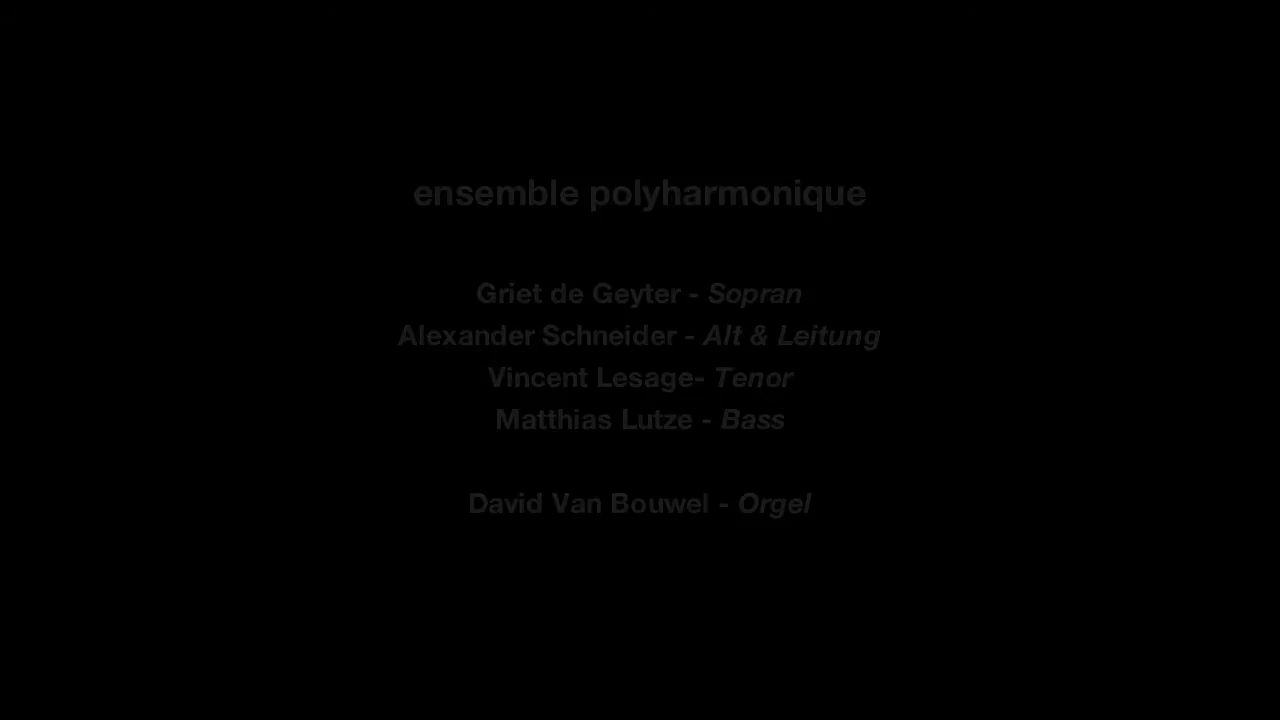 ensemble polyharmonique
Griet de Geyter - Sopran
Alexander Schneider - Alt & Leitung
Vincent Lesage- Tenor
Matthias Lutze - Bass
David Van Bouwel - Orgel